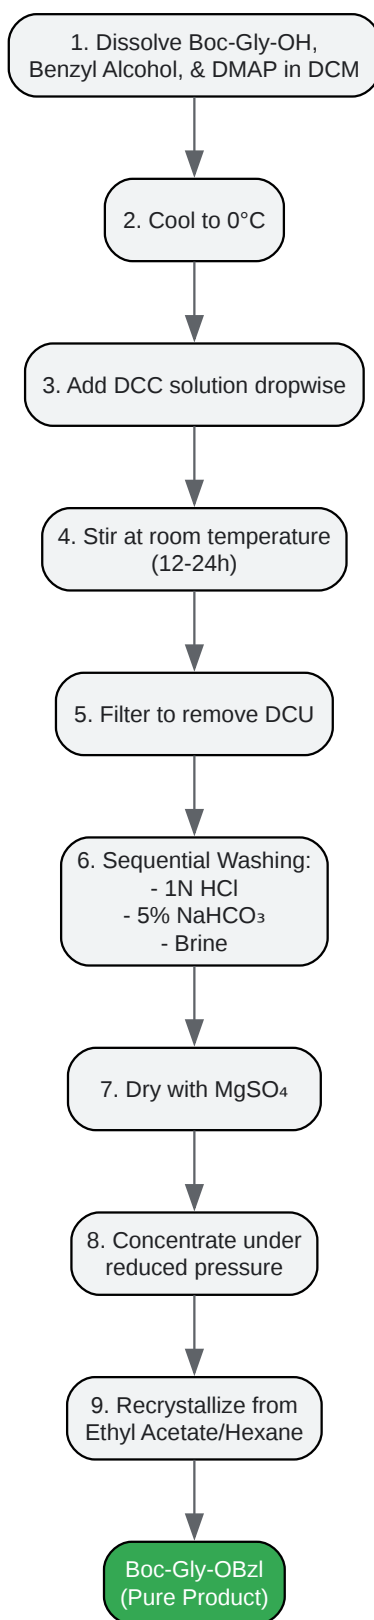 1. Dissolve Boc-Gly-OH,
Benzyl Alcohol, & DMAP in DCM
2. Cool to 0°C
3. Add DCC solution dropwise
4. Stir at room temperature
(12-24h)
5. Filter to remove DCU
6. Sequential Washing:
- 1N HCl
- 5% NaHCO₃
- Brine
7. Dry with MgSO₄
8. Concentrate under
reduced pressure
9. Recrystallize from
Ethyl Acetate/Hexane
Boc-Gly-OBzl
(Pure Product)